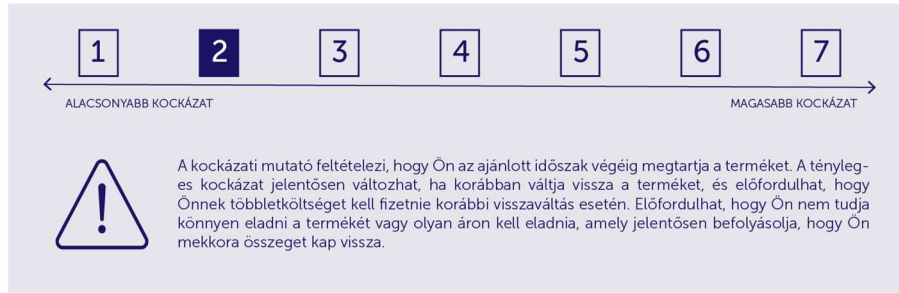 1 2 3 4 5 6 7
ALACSONYABB KOCKÁZAT MAGASABB KOCKÁZAT
A kockázati mutató feltételezi, hogy Ön az ajánlott időszak végéig megtartja a terméket. A tényleg-
es kockázat jelentősen változhat, ha korábban váltja vissza a terméket, és előfordulhat, hogy
Önnek többletköltséget kell fizetnie korábbi visszaváltás esetén. Előfordulhat, hogy Ön nem tudja
könnyen eladni a termékét vagy olyan áron kell eladnia, amely jelentősen befolyásolja, hogy Ön
mekkora összeget kap vissza.